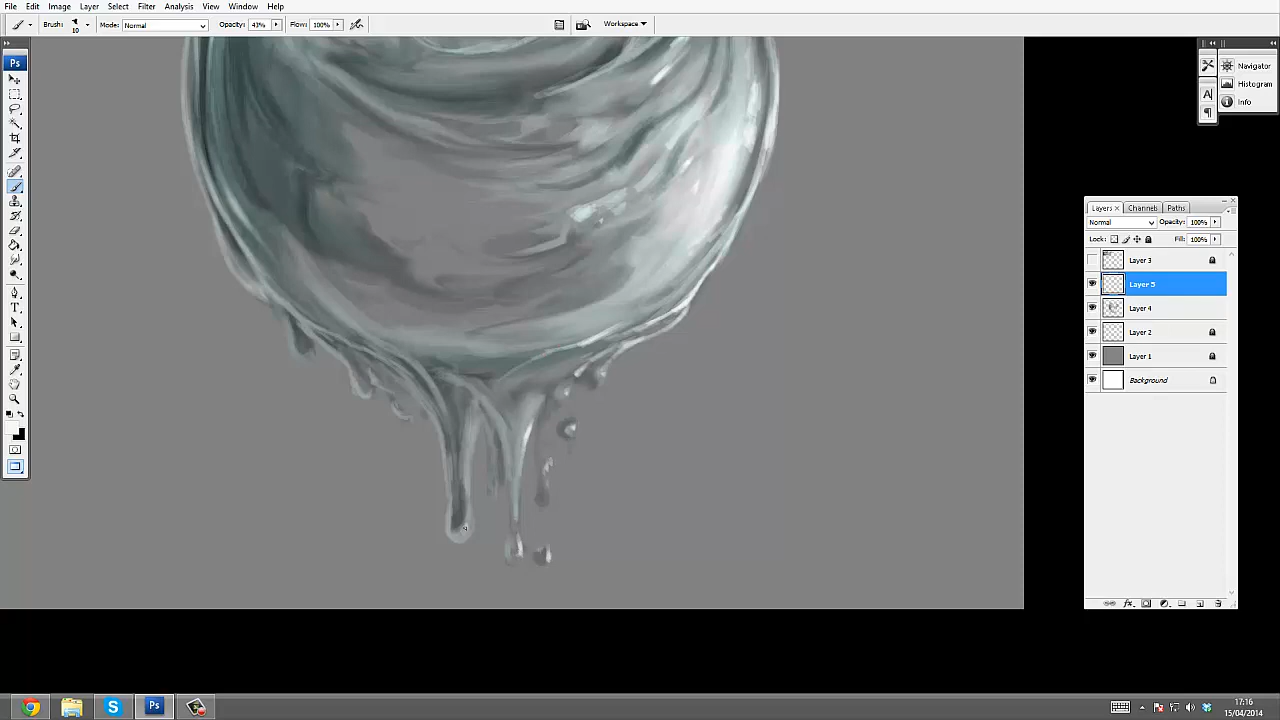 File Edit Image Layer Select Filter Analysis View Window Help
Brush: 10 Mode: Normal Opacity: 43% Flow: 100% Workspace
Ps
Navigator
Histogram
Info
Layers Channels Paths
Normal Opacity: 100%
Lock: Fill: 100%
Layer 3
Layer 5
Layer 4
Layer 2
Layer 1
Background
17:16
15/04/2014